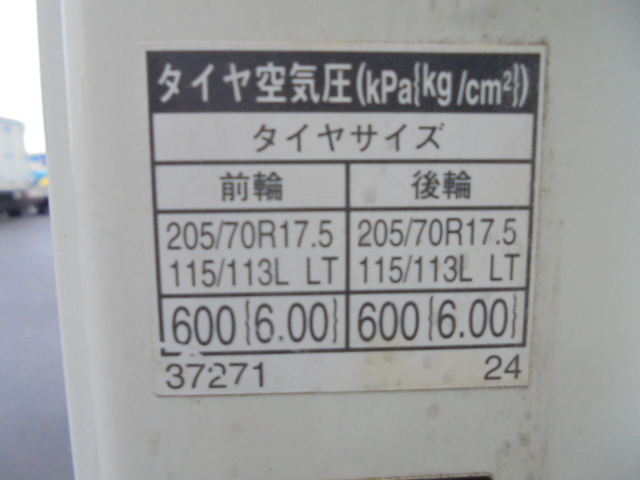 タイヤ空気圧(kPa{kg/cm²})
タイヤサイズ
前輪 後輪
205/70R17.5 205/70R17.5
115/113L LT 115/113L LT
600{6.00} 600{6.00}
37271 24